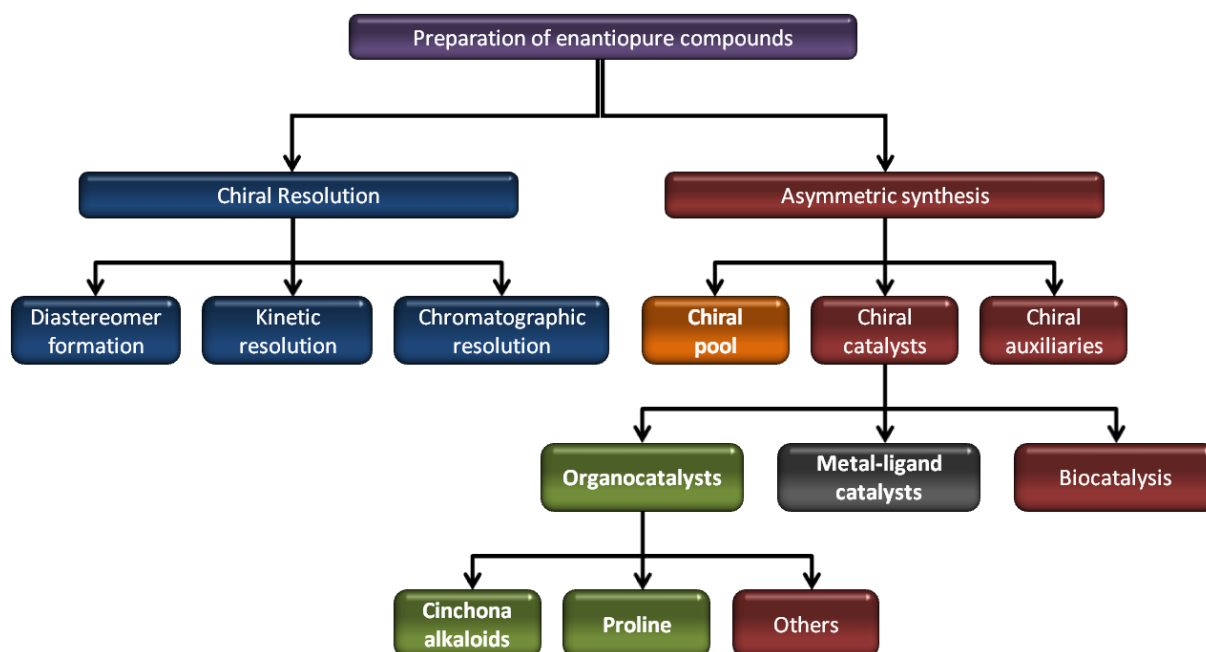 Preparation of enantiopure compounds
Chiral Resolution
Asymmetric synthesis
Diastereomer
formation
Kinetic
resolution
Chromatographic
resolution
Chiral
pool
Chiral
catalysts
Chiral
auxiliaries
Organocatalysts
Metal-ligand
catalysts
Biocatalysis
Cinchona
alkaloids
Proline
Others